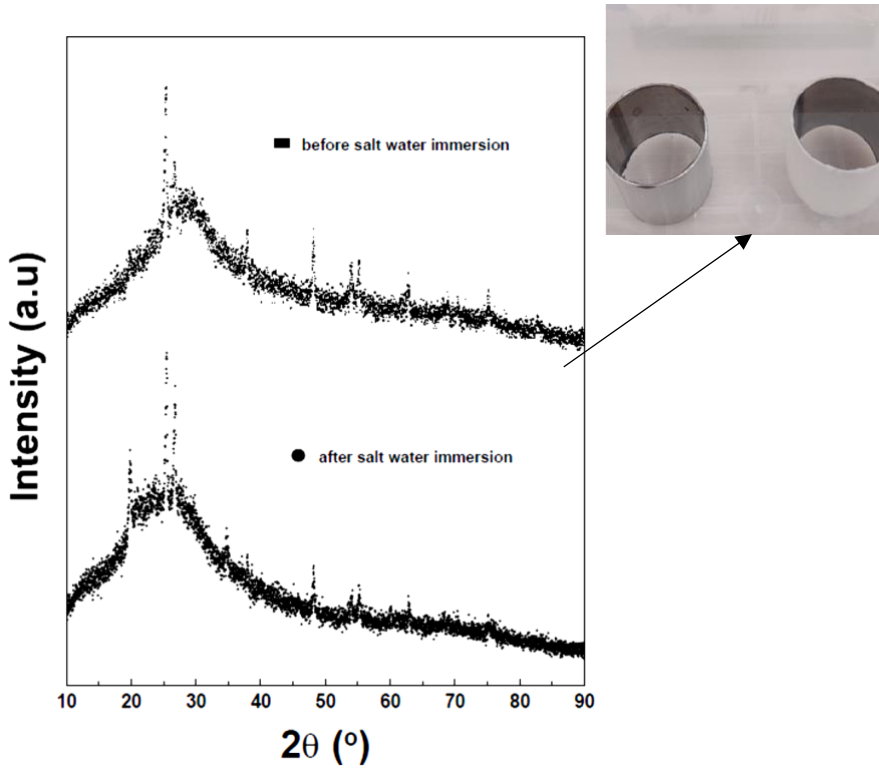 before salt water immersion
after salt water immersion
Intensity (a.u)
10 20 30 40 50 60 70 80 90
2θ (º)